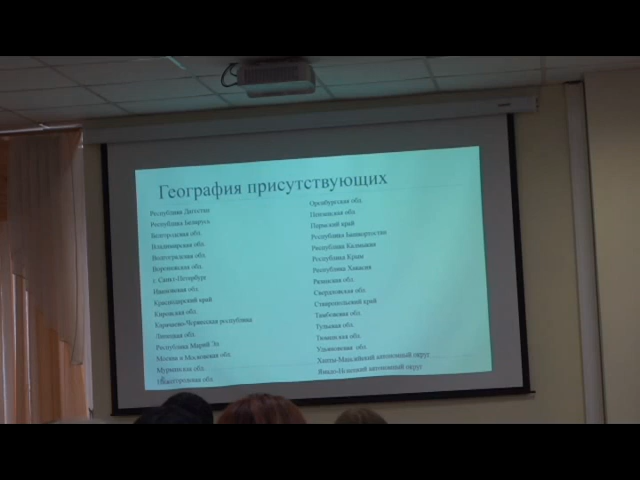 География присутствующих
Республика Дагестан
Республика Беларусь
Белгородская обл.
Владимирская обл.
Волгоградская обл.
Воронежская обл.
г. Санкт-Петербург
Ивановская обл.
Краснодарский край
Кировская обл.
Карачаево-Черкесская республика
Липецкая обл.
Республика Марий Эл
Москва и Московская обл.
Мурманская обл.
Нижегородская обл.
Оренбургская обл.
Пензенская обл.
Пермский край
Республика Башкортостан
Республика Калмыкия
Республика Крым
Республика Хакасия
Рязанская обл.
Свердловская обл.
Ставропольский край
Тамбовская обл.
Тульская обл.
Тюменская обл.
Ульяновская обл.
Ханты-Мансийский автономный округ
Ямало-Ненецкий автономный округ